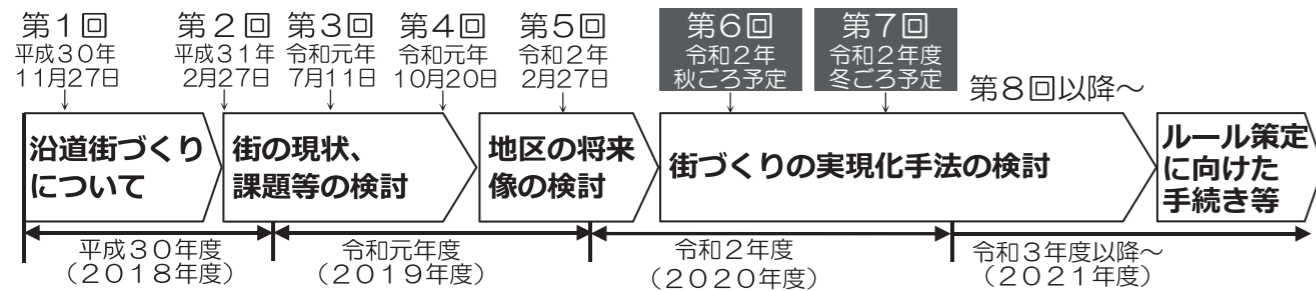 第1回
平成30年
11月27日
第2回
平成31年
2月27日
第3回
令和元年
7月11日
第4回
令和元年
10月20日
第5回
令和2年
2月27日
第6回
令和2年
秋ごろ予定
第7回
令和2年度
冬ごろ予定
第8回以降～
沿道街づくり
について
街の現状、
課題等の検討
地区の将来
像の検討
街づくりの実現化手法の検討
ルール策定
に向けた
手続き等
平成30年度
（2018年度）
令和元年度
（2019年度）
令和2年度
（2020年度）
令和3年度以降～
（2021年度）